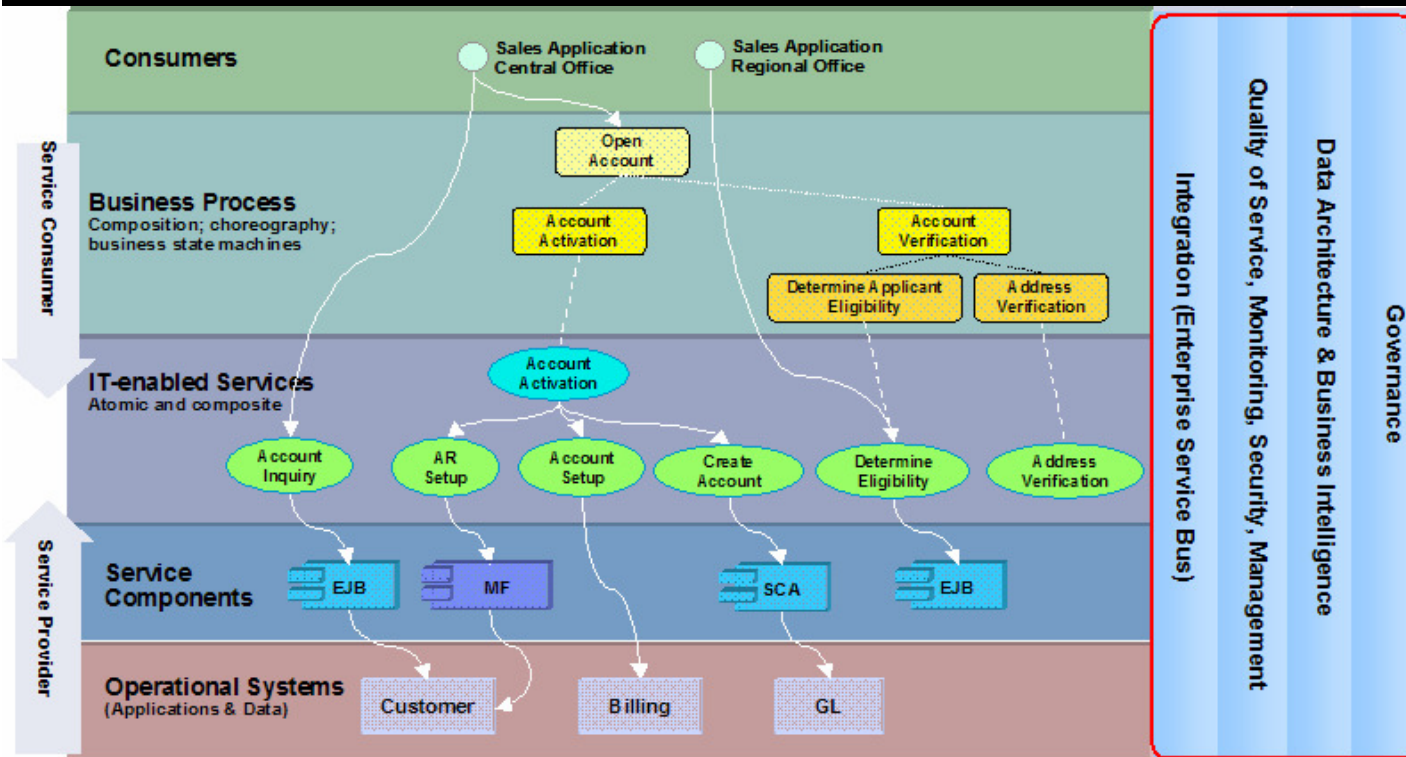 Consumers
Sales Application
Central Office
Sales Application
Regional Office
Open
Account
Business Process
Composition; choreography;
business state machines
Account
Activation
Account
Verification
Determine Applicant
Eligibility
Address
Verification
IT-enabled Services
Atomic and composite
Account
Activation
Account
Inquiry
AR
Setup
Account
Setup
Create
Account
Determine
Eligibility
Address
Verification
Service
Components
EJB
MF
SCA
EJB
Operational Systems
(Applications & Data)
Customer
Billing
GL
Service Consumer
Service Provider
Integration (Enterprise Service Bus)
Quality of Service, Monitoring, Security, Management
Data Architecture & Business Intelligence
Governance